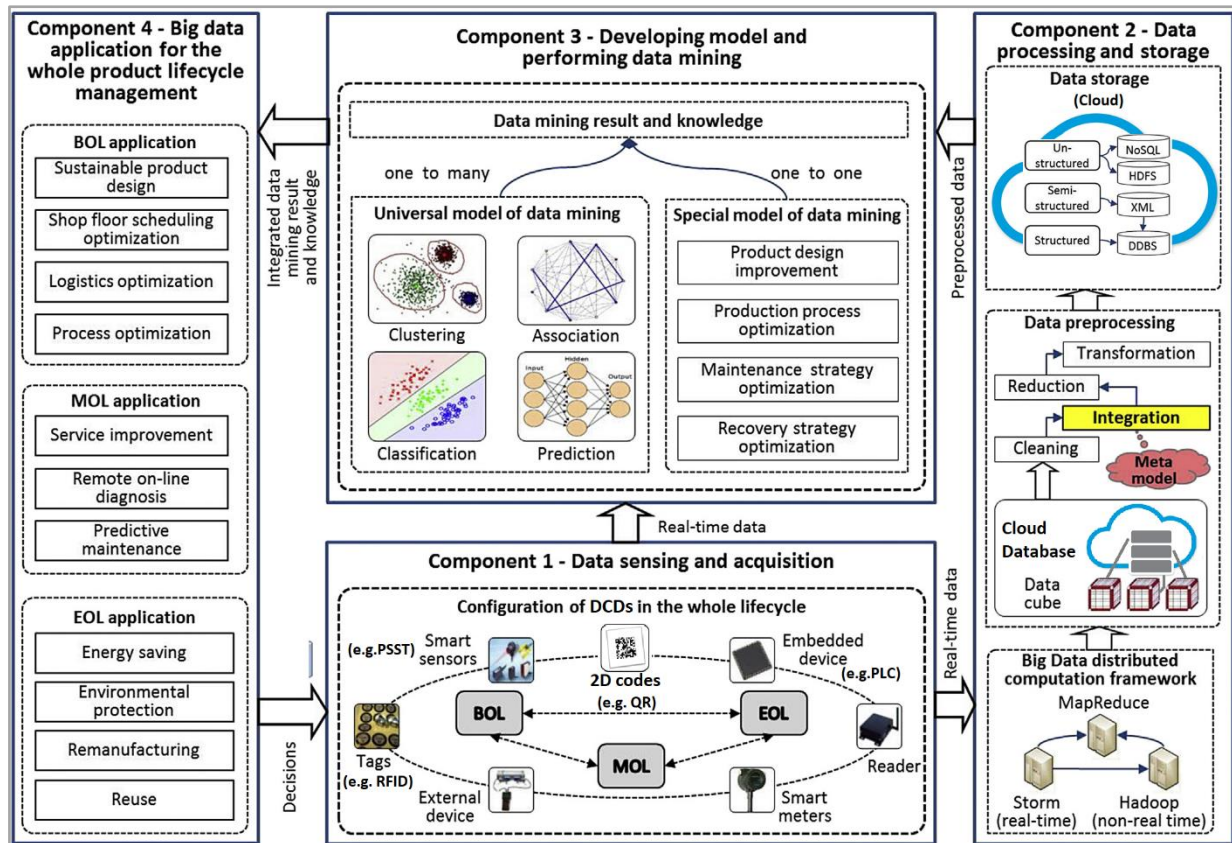 Component 4 - Big data
application for the
whole product lifecycle
management
BOL application
Sustainable product
design
Shop floor scheduling
optimization
Logistics optimization
Process optimization
MOL application
Service improvement
Remote on-line
diagnosis
Predictive
maintenance
EOL application
Energy saving
Environmental
protection
Remanufacturing
Reuse
Integrated data
mining result
and knowledge
Decisions
Component 3 - Developing model and
performing data mining
Data mining result and knowledge
one to many
one to one
Universal model of data mining
Clustering
Association
Input
Hidden
Output
Classification
Prediction
Special model of data mining
Product design
improvement
Production process
optimization
Maintenance strategy
optimization
Recovery strategy
optimization
Real-time data
Component 1 - Data sensing and acquisition
Configuration of DCDs in the whole lifecycle
(e.g.PSST)
Smart
sensors
2D codes
(e.g. QR)
Embedded
device
(e.g.PLC)
BOL
EOL
MOL
Tags
(e.g. RFID)
Reader
External
device
Smart
meters
Preprocessed data
Real-time data
Component 2 - Data
processing and storage
Data storage
(Cloud)
Un-
structured
NoSQL
HDFS
Semi-
structured
XML
Structured
DDBS
Data preprocessing
Transformation
Reduction
Integration
Cleaning
Meta
model
Cloud
Database
Data
cube
Big Data distributed
computation framework
MapReduce
Storm
(real-time)
Hadoop
(non-real time)